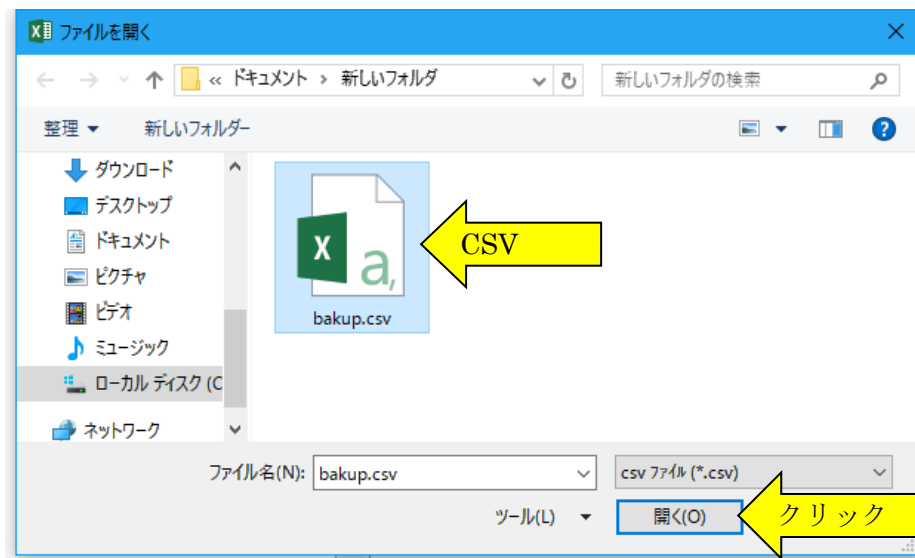 ファイルを開く
« ドキュメント › 新しいフォルダ
新しいフォルダの検索
整理
新しいフォルダー
ダウンロード
デスクトップ
ドキュメント
ピクチャ
ビデオ
ミュージック
ローカル ディスク (C
ネットワーク
X a,
bakup.csv
CSV
ファイル名(N): bakup.csv
csv ファイル (*.csv)
ツール(L)
開く(O)
クリック